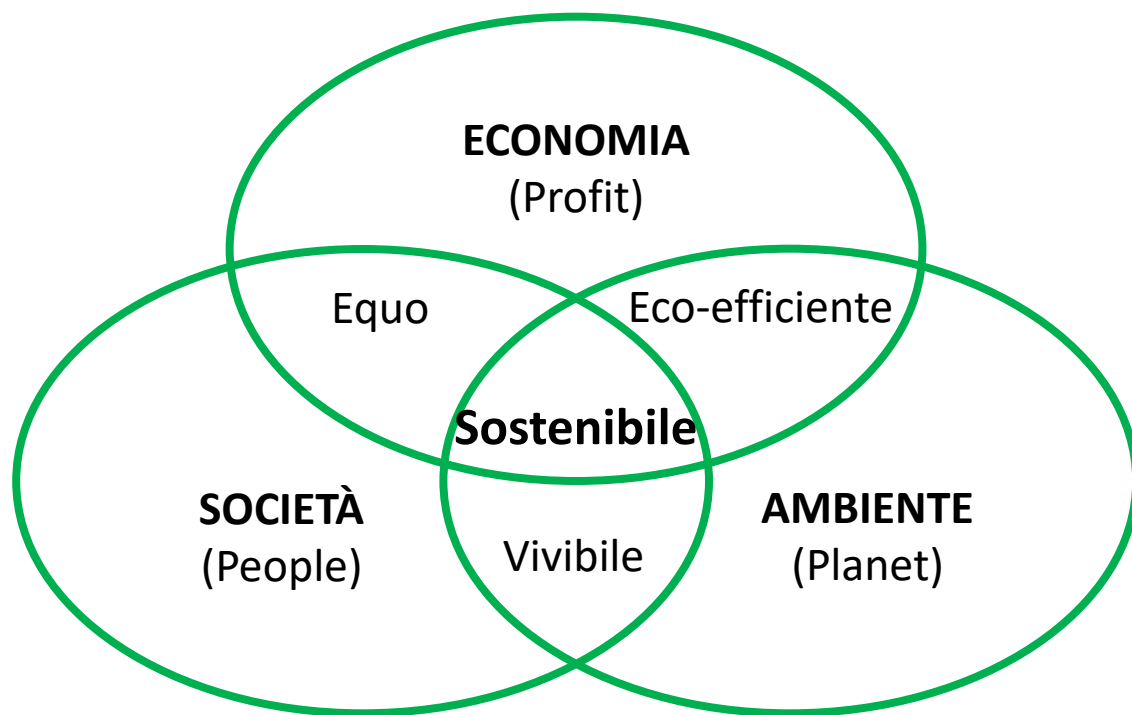 ECONOMIA
(Profit)
Equo
Eco-efficiente
Sostenibile
SOCIETÀ
(People)
Vivibile
AMBIENTE
(Planet)